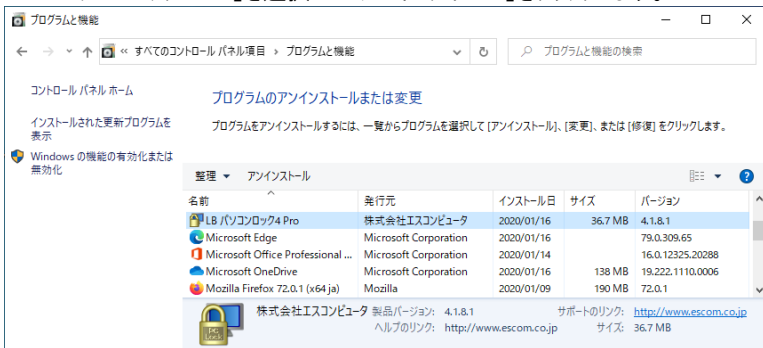 プログラムと機能
« すべてのコントロール パネル項目 › プログラムと機能
プログラムと機能の検索
コントロール パネル ホーム
インストールされた更新プログラムを
表示
Windows の機能の有効化または
無効化
プログラムのアンインストールまたは変更
プログラムをアンインストールするには、一覧からプログラムを選択して [アンインストール]、[変更]、または [修復] をクリックします。
整理 アンインストール
名前 発行元 インストール日 サイズ バージョン
LB パソコンロック4 Pro 株式会社エスコンピュータ 2020/01/16 36.7 MB 4.1.8.1
Microsoft Edge Microsoft Corporation 2020/01/16 79.0.309.65
Microsoft Office Professional ... Microsoft Corporation 2020/01/14 16.0.12325.20288
Microsoft OneDrive Microsoft Corporation 2020/01/16 138 MB 19.222.1110.0006
Mozilla Firefox 72.0.1 (x64 ja) Mozilla 2020/01/09 190 MB 72.0.1
株式会社エスコンピュータ 製品バージョン: 4.1.8.1 サポートのリンク: http://www.escom.co.jp
ヘルプのリンク: http://www.escom.co.jp サイズ: 36.7 MB
PC
Lock